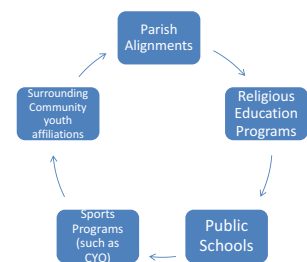 Parish
Alignments
Religious
Education
Programs
Public
Schools
Sports
Programs
(such as
CYO)
Surrounding
Community
youth
affiliations